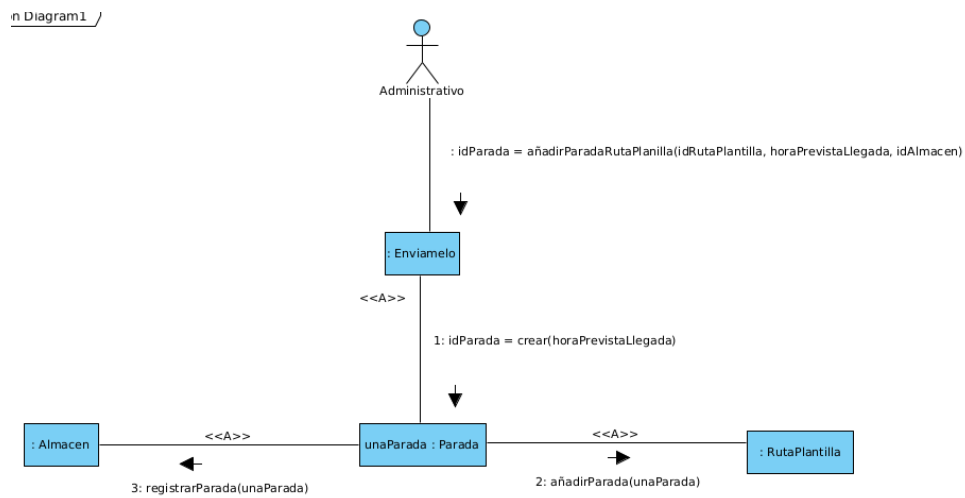 on Diagram1
Administrativo
: idParada = añadirParadaRutaPlanilla(idRutaPlantilla, horaPrevistaLlegada, idAlmacen)
: Enviamelo
<<A>>
1: idParada = crear(horaPrevistaLlegada)
: Almacen
<<A>>
unaParada : Parada
<<A>>
: RutaPlantilla
3: registrarParada(unaParada)
2: añadirParada(unaParada)